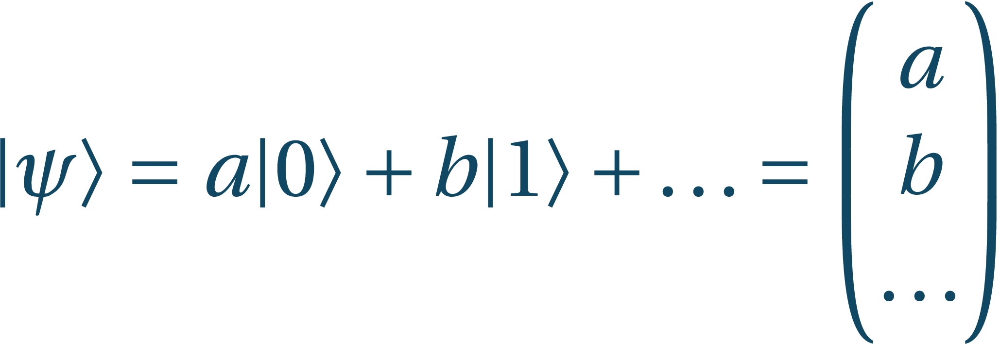 |ψ⟩ = a|0⟩ + b|1⟩ + … = (a
b
…)